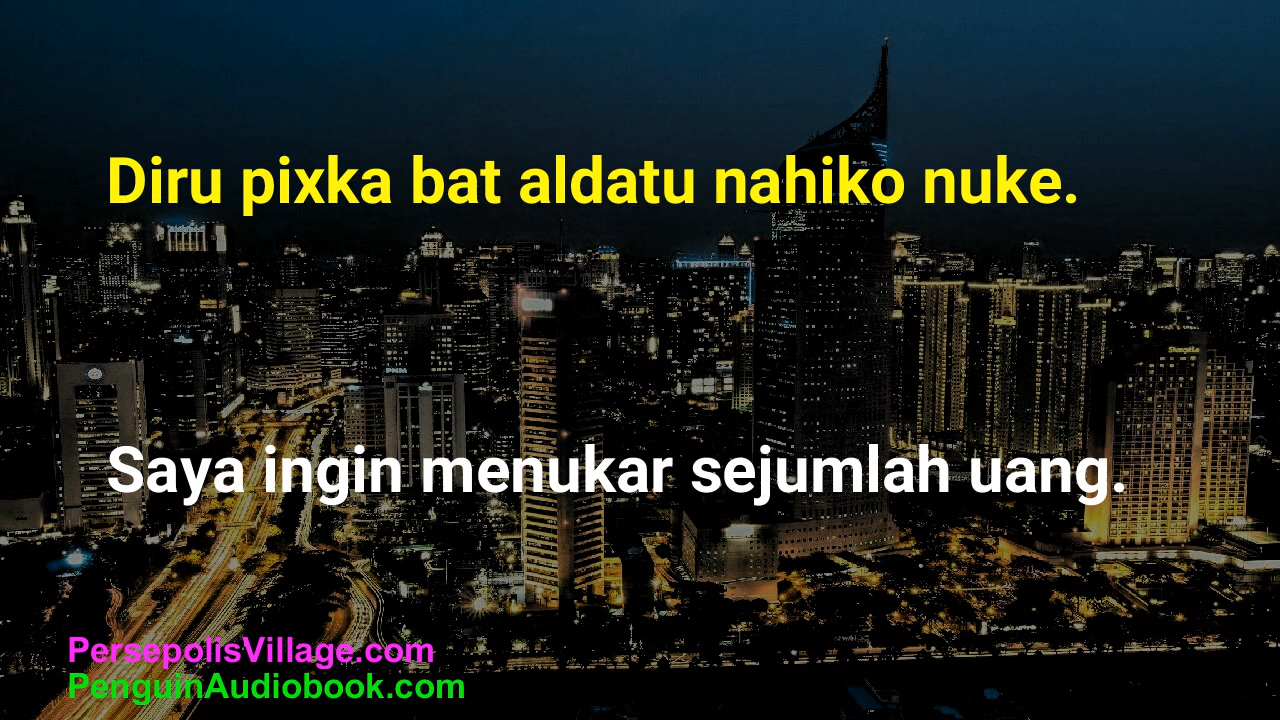 Diru pixka bat aldatu nahiko nuke.
Saya ingin menukar sejumlah uang.
PersepolisVillage.com
PenguinAudiobook.com